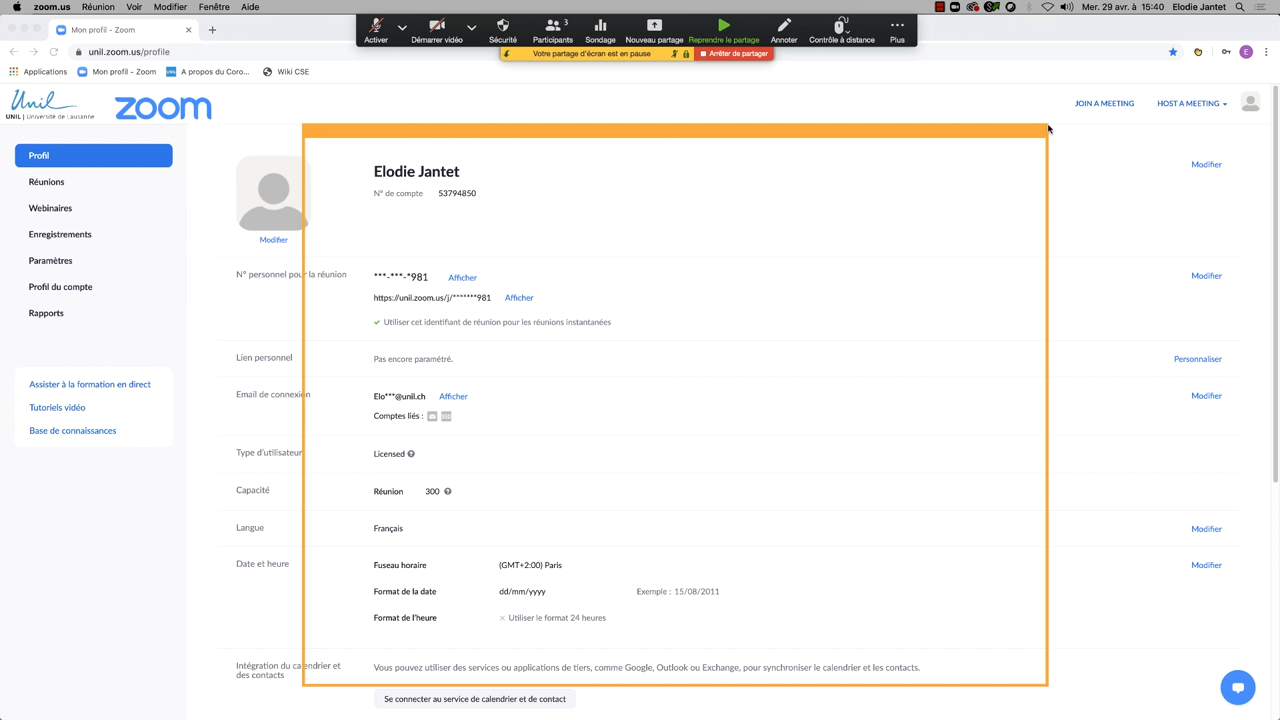 zoom.us Réunion Voir Modifier Fenêtre Aide
Mer. 29 avril à 15:40 Elodie Jantet
Mon profil - Zoom
Activer
Démarrer vidéo
Sécurité
3
Participants
Sondage
Nouveau partage
Reprendre le partage
Annoter
Contrôle à distance
Plus
Votre partage d'écran est en pause
Arrêter de partager
unil.zoom.us/profile
E
Applications
Mon profil - Zoom
UNIL
A propos du Coro...
Wiki CSE
Unil
UNIL | Université de Lausanne
zoom
JOIN A MEETING
HOST A MEETING
Profil
Réunions
Webinaires
Enregistrements
Paramètres
Profil du compte
Rapports
Assister à la formation en direct
Tutoriels vidéo
Base de connaissances
Modifier
Elodie Jantet
N° de compte 53794850
Modifier
N° personnel pour la réunion
***-***-*981 Afficher
Modifier
https://unil.zoom.us/j/*******981 Afficher
Utiliser cet identifiant de réunion pour les réunions instantanées
Lien personnel
Pas encore paramétré.
Personnaliser
Email de connexion
Elo***@unil.ch Afficher
Modifier
Comptes liés :
Type d'utilisateur
Licensed
Capacité
Réunion 300
Langue
Français
Modifier
Date et heure
Fuseau horaire (GMT+2:00) Paris
Modifier
Format de la date dd/mm/yyyy Exemple : 15/08/2011
Format de l'heure × Utiliser le format 24 heures
Intégration du calendrier et
des contacts
Vous pouvez utiliser des services ou applications de tiers, comme Google, Outlook ou Exchange, pour synchroniser le calendrier et les contacts.
Se connecter au service de calendrier et de contact